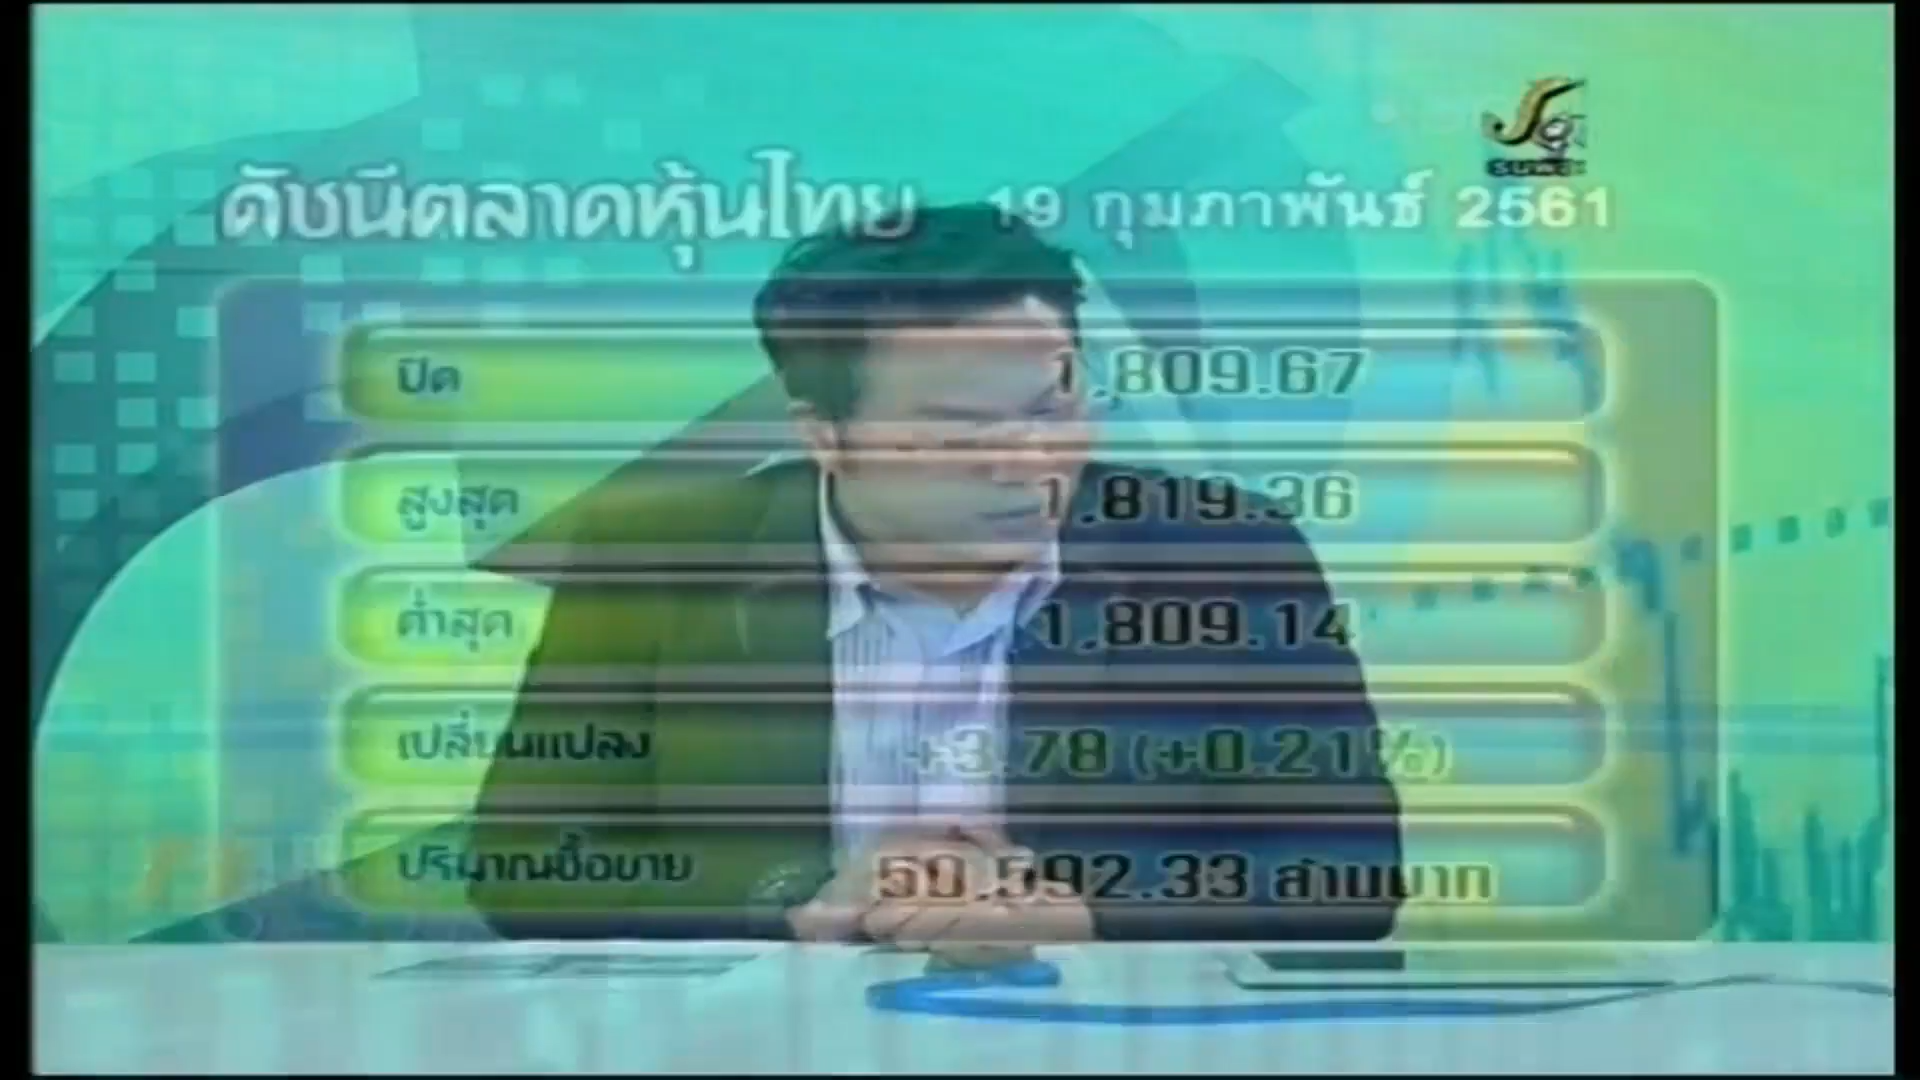 ดัชนีตลาดหุ้นไทย 19 กุมภาพันธ์ 2561
ปิด 1,809.67
สูงสุด 1,819.36
ต่ำสุด 1,809.14
เปลี่ยนแปลง +3.78 (+0.21%)
ปริมาณซื้อขาย 50,592.33 ล้านบาท